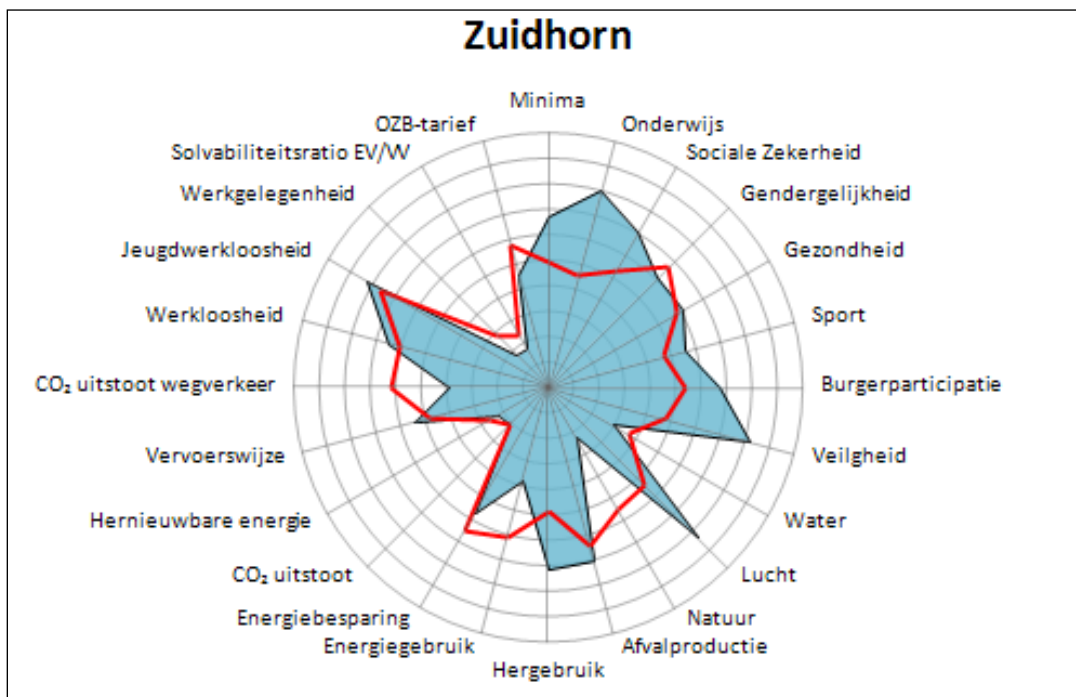 Zuidhorn
Minima
Onderwijs
Sociale Zekerheid
Gendergelijkheid
Gezondheid
Sport
Burgerparticipatie
Veilgheid
Water
Lucht
Natuur
Afvalproductie
Hergebruik
Energiegebruik
Energiebesparing
CO₂ uitstoot
Hernieuwbare energie
Vervoerswijze
CO₂ uitstoot wegverkeer
Werkloosheid
Jeugdwerkloosheid
Werkgelegenheid
Solvabiliteitsratio EV/VV
OZB-tarief